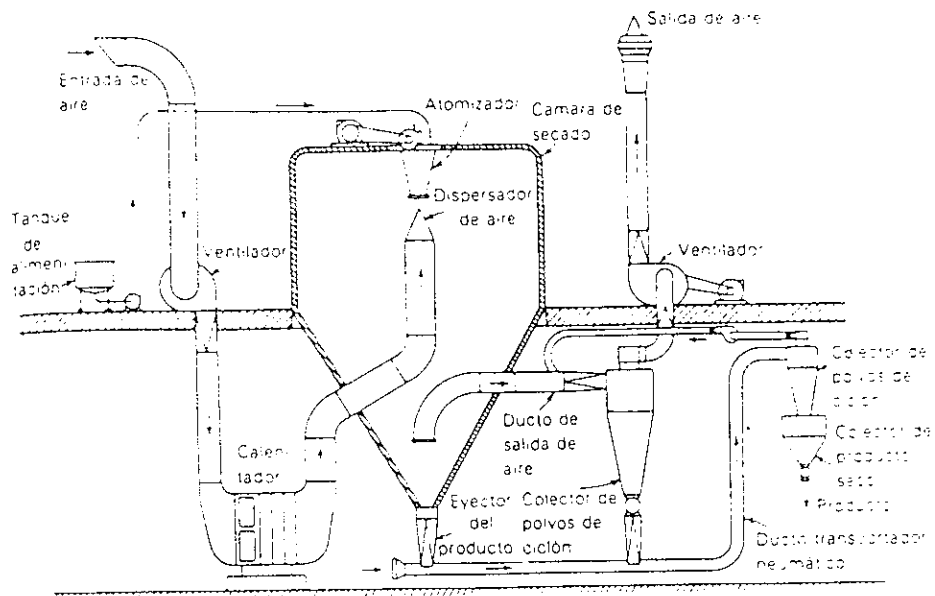 Salida de aire
Entrada de
aire
Atomizador
Camara de
secado
Dispersador
de aire
Tanque
de
alimen-
tación
Ventilador
Ventilador
Colector de
polvos de
ciclón
Ducto de
salida de
aire
Calen-
tador
Colector de
producto
seco
Producto
Eyector
del
producto
Colector de
polvos de
ciclón
Ducto transportador
neumático